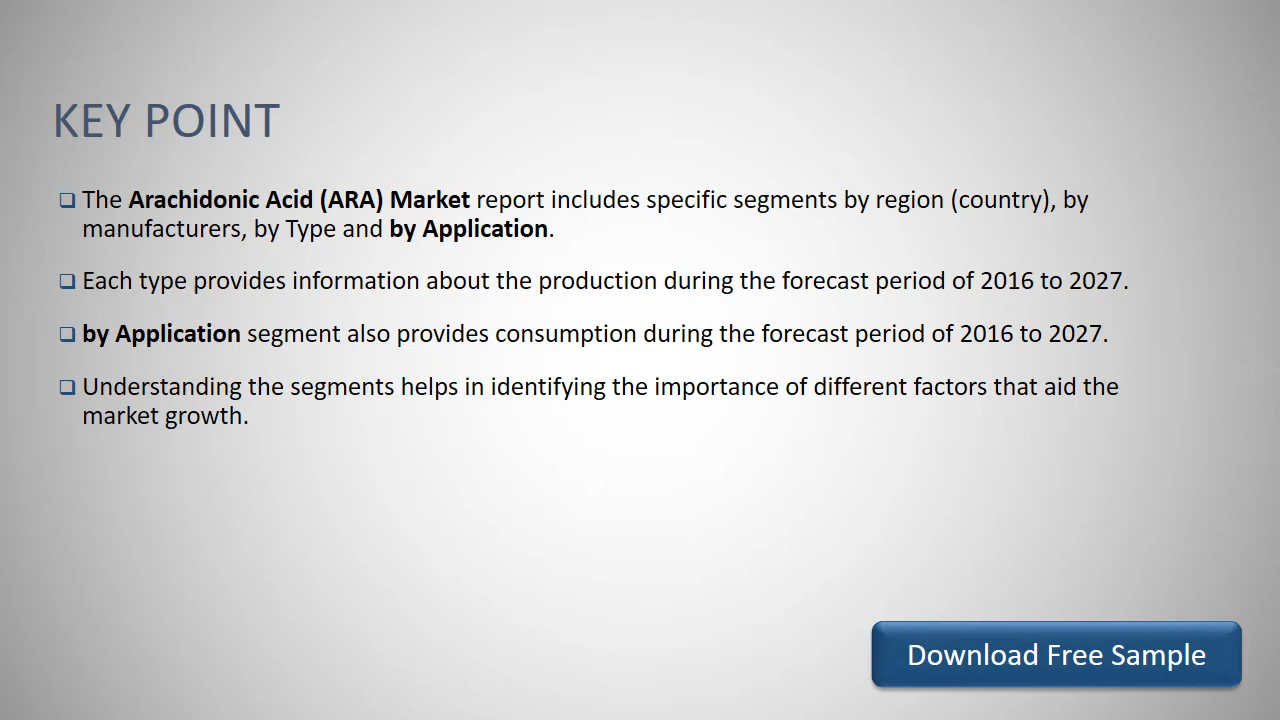 KEY POINT
❑ The Arachidonic Acid (ARA) Market report includes specific segments by region (country), by
manufacturers, by Type and by Application.
❑ Each type provides information about the production during the forecast period of 2016 to 2027.
❑ by Application segment also provides consumption during the forecast period of 2016 to 2027.
❑ Understanding the segments helps in identifying the importance of different factors that aid the
market growth.
Download Free Sample